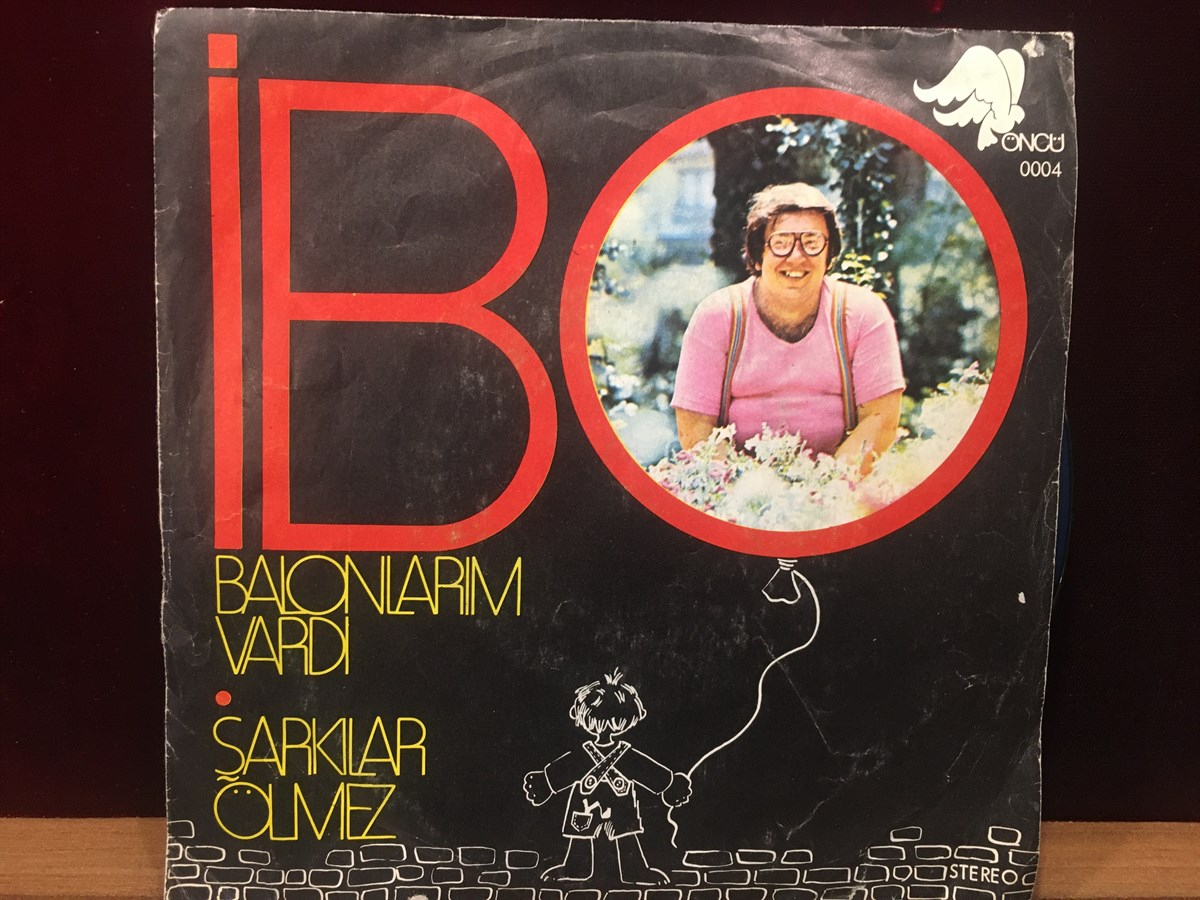 İBO
ÖNCÜ
0004
BALONLARIM
VARDI
ŞARKILAR
ÖLMEZ
STEREO